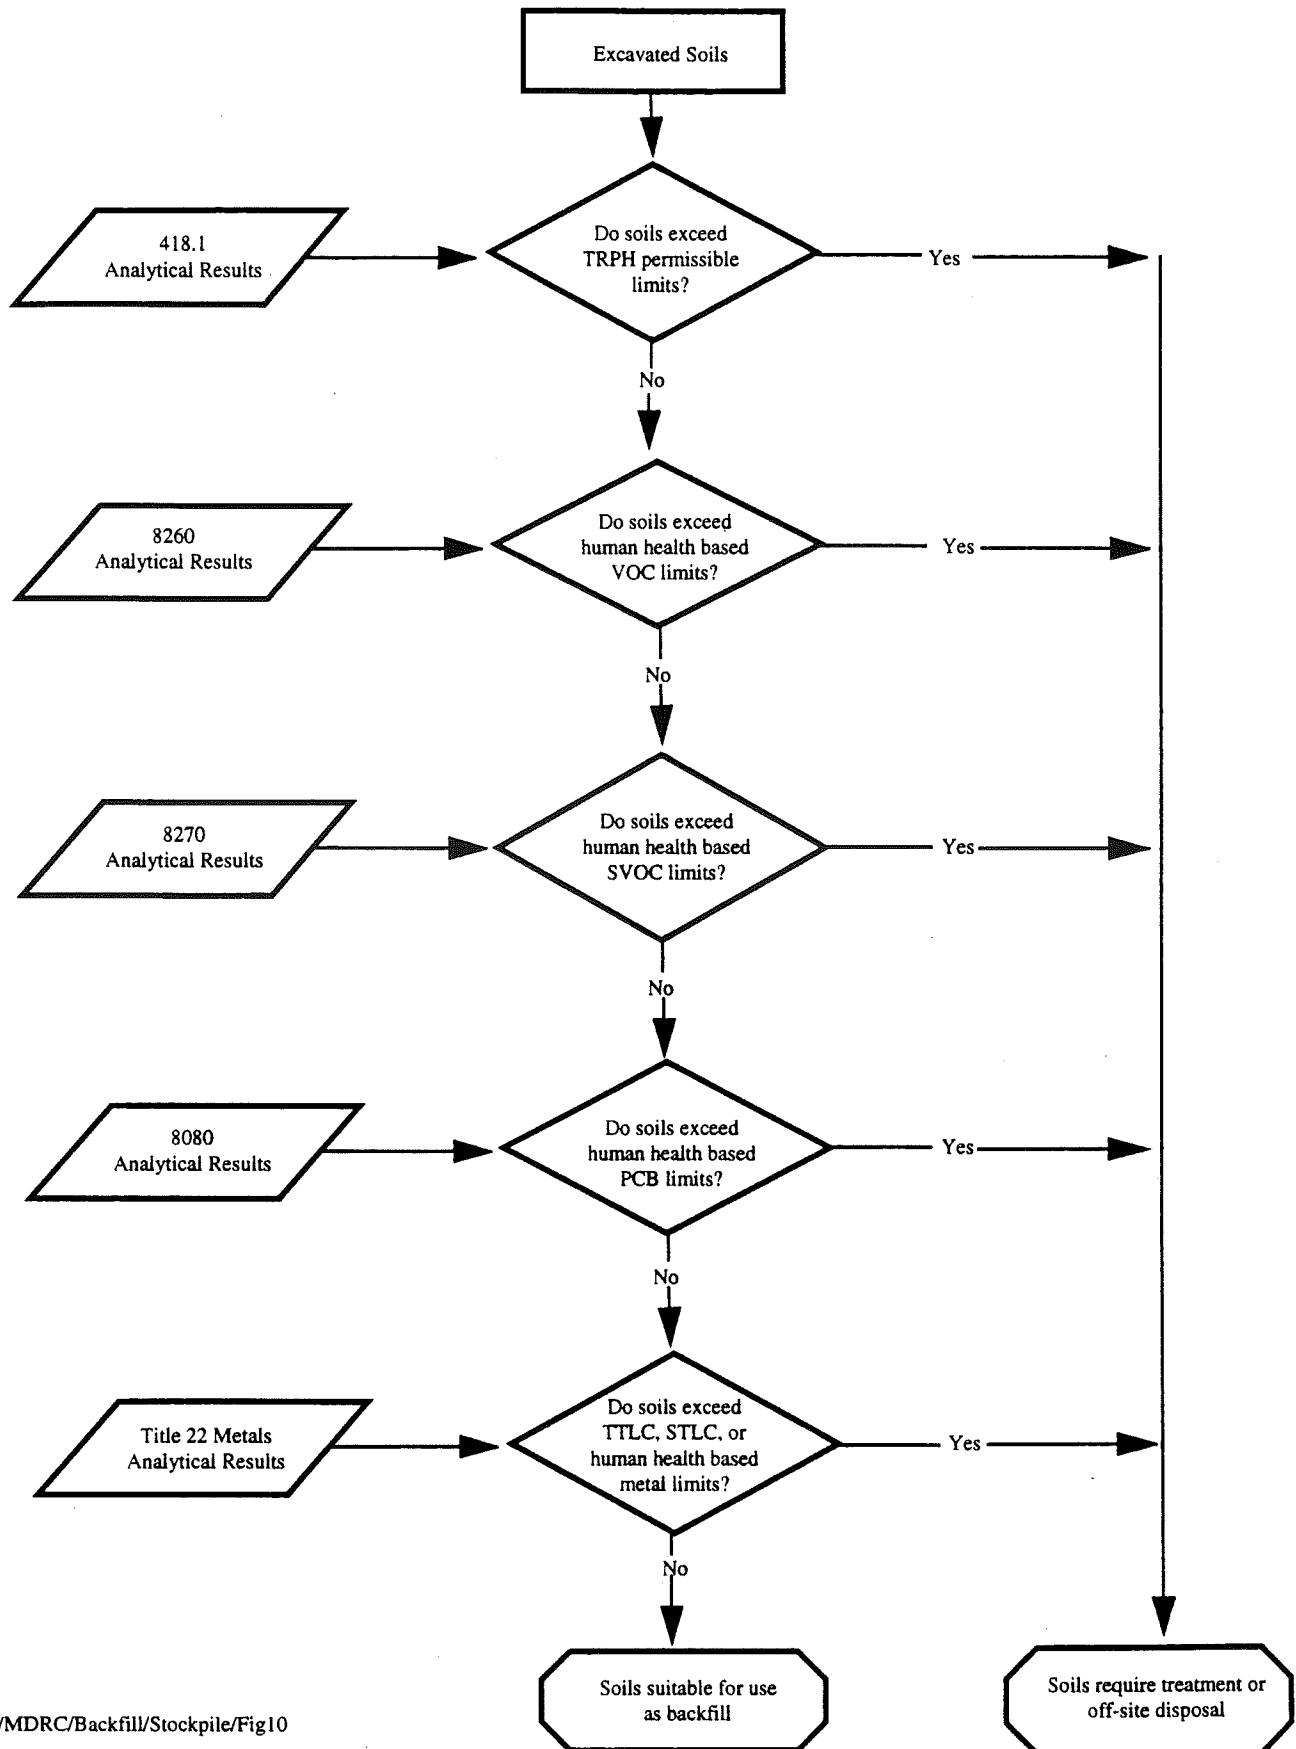 Excavated Soils
418.1
Analytical Results
Do soils exceed
TRPH permissible
limits?
Yes
No
8260
Analytical Results
Do soils exceed
human health based
VOC limits?
Yes
No
8270
Analytical Results
Do soils exceed
human health based
SVOC limits?
Yes
No
8080
Analytical Results
Do soils exceed
human health based
PCB limits?
Yes
No
Title 22 Metals
Analytical Results
Do soils exceed
TTLC, STLC, or
human health based
metal limits?
Yes
No
Soils suitable for use
as backfill
Soils require treatment or
off-site disposal
/MDRC/Backfill/Stockpile/Fig10